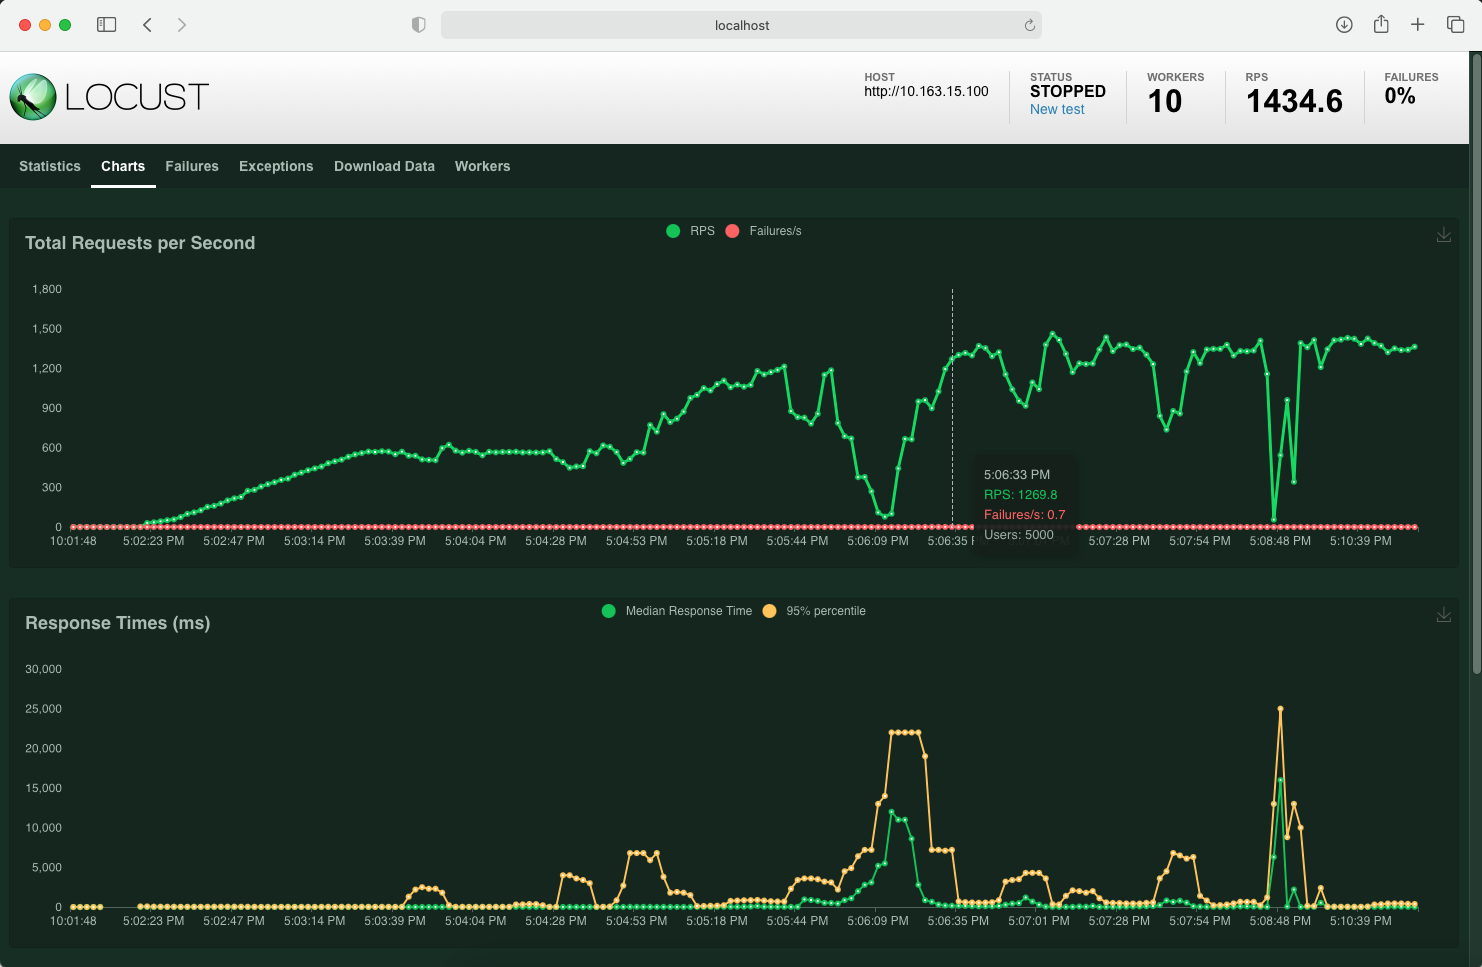 localhost
LOCUST
HOST
http://10.163.15.100
STATUS
STOPPED
New test
WORKERS
10
RPS
1434.6
FAILURES
0%
Statistics Charts Failures Exceptions Download Data Workers
Total Requests per Second
RPS Failures/s
1,800
1,500
1,200
900
600
300
0
5:06:33 PM
RPS: 1269.8
Failures/s: 0.7
Users: 5000
10:01:48 5:02:23 PM 5:02:47 PM 5:03:14 PM 5:03:39 PM 5:04:04 PM 5:04:28 PM 5:04:53 PM 5:05:18 PM 5:05:44 PM 5:06:09 PM 5:06:35 P 5:07:28 PM 5:07:54 PM 5:08:48 PM 5:10:39 PM
Response Times (ms)
Median Response Time 95% percentile
30,000
25,000
20,000
15,000
10,000
5,000
0
10:01:48 5:02:23 PM 5:02:47 PM 5:03:14 PM 5:03:39 PM 5:04:04 PM 5:04:28 PM 5:04:53 PM 5:05:18 PM 5:05:44 PM 5:06:09 PM 5:06:35 PM 5:07:01 PM 5:07:28 PM 5:07:54 PM 5:08:48 PM 5:10:39 PM